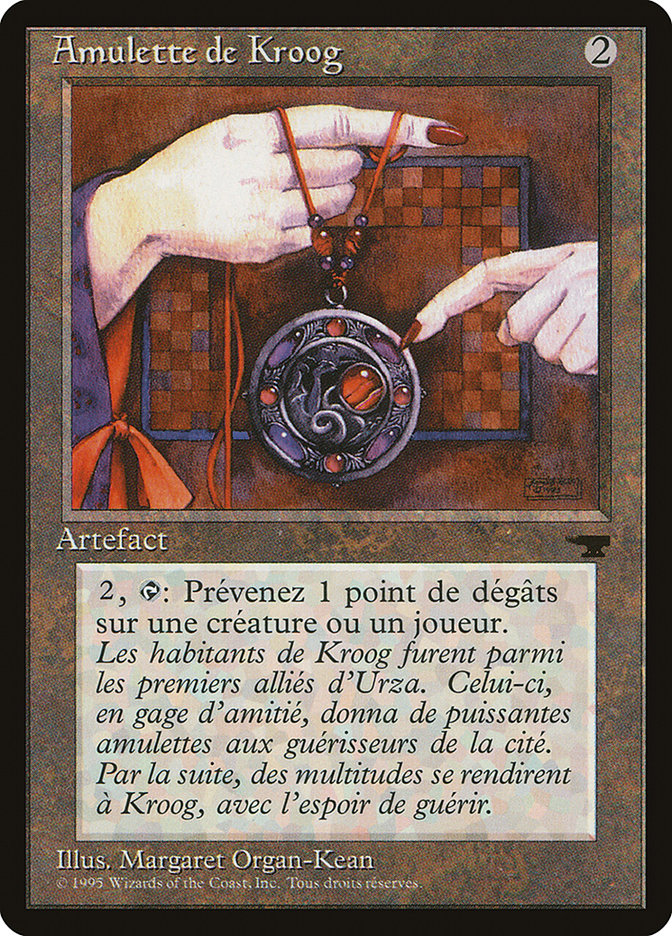 Amulette de Kroog
2
Artefact
2, : Prévenez 1 point de dégâts
sur une créature ou un joueur.
Les habitants de Kroog furent parmi
les premiers alliés d'Urza. Celui-ci,
en gage d'amitié, donna de puissantes
amulettes aux guérisseurs de la cité.
Par la suite, des multitudes se rendirent
à Kroog, avec l'espoir de guérir.
Illus. Margaret Organ-Kean
© 1995 Wizards of the Coast, Inc. Tous droits réservés.